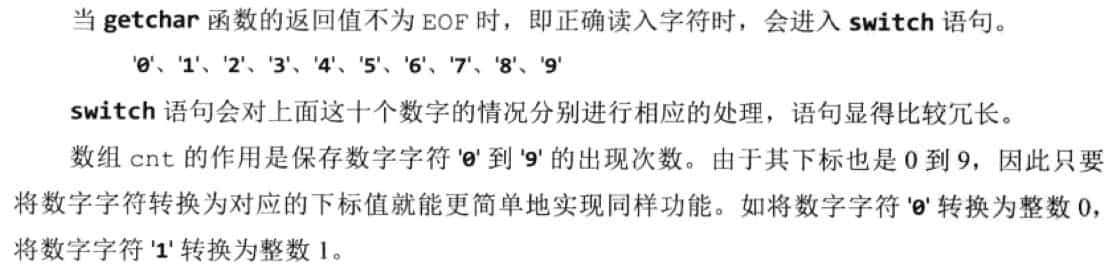 当 getchar 函数的返回值不为 EOF 时，即正确读入字符时，会进入 switch 语句。
'0'、'1'、'2'、'3'、'4'、'5'、'6'、'7'、'8'、'9'
switch 语句会对上面这十个数字的情况分别进行相应的处理，语句显得比较冗长。
数组 cnt 的作用是保存数字字符 '0' 到 '9' 的出现次数。由于其下标也是 0 到 9，因此只要
将数字字符转换为对应的下标值就能更简单地实现同样功能。如将数字字符 '0' 转换为整数 0，
将数字字符 '1' 转换为整数 1。